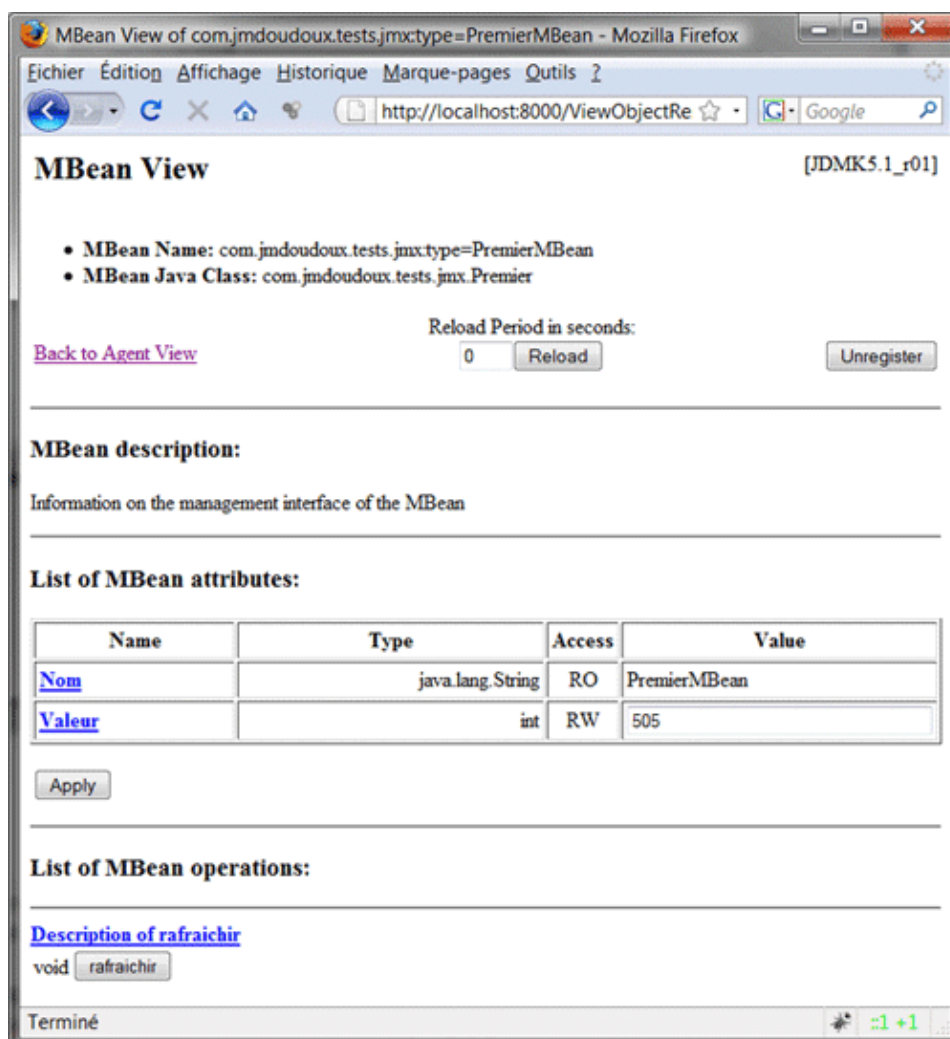 MBean View of com.jmdoudoux.tests.jmx:type=PremierMBean - Mozilla Firefox
Fichier Édition Affichage Historique Marque-pages Outils ?
http://localhost:8000/ViewObjectRe G Google
MBean View [JDMK5.1_r01]
• MBean Name: com.jmdoudoux.tests.jmx:type=PremierMBean
• MBean Java Class: com.jmdoudoux.tests.jmx.Premier
Reload Period in seconds:
Back to Agent View 0 Reload Unregister
MBean description:
Information on the management interface of the MBean
List of MBean attributes:
Name Type Access Value
Nom java.lang.String RO PremierMBean
Valeur int RW 505
Apply
List of MBean operations:
Description of rafraichir
void rafraichir
Terminé ::1 +1